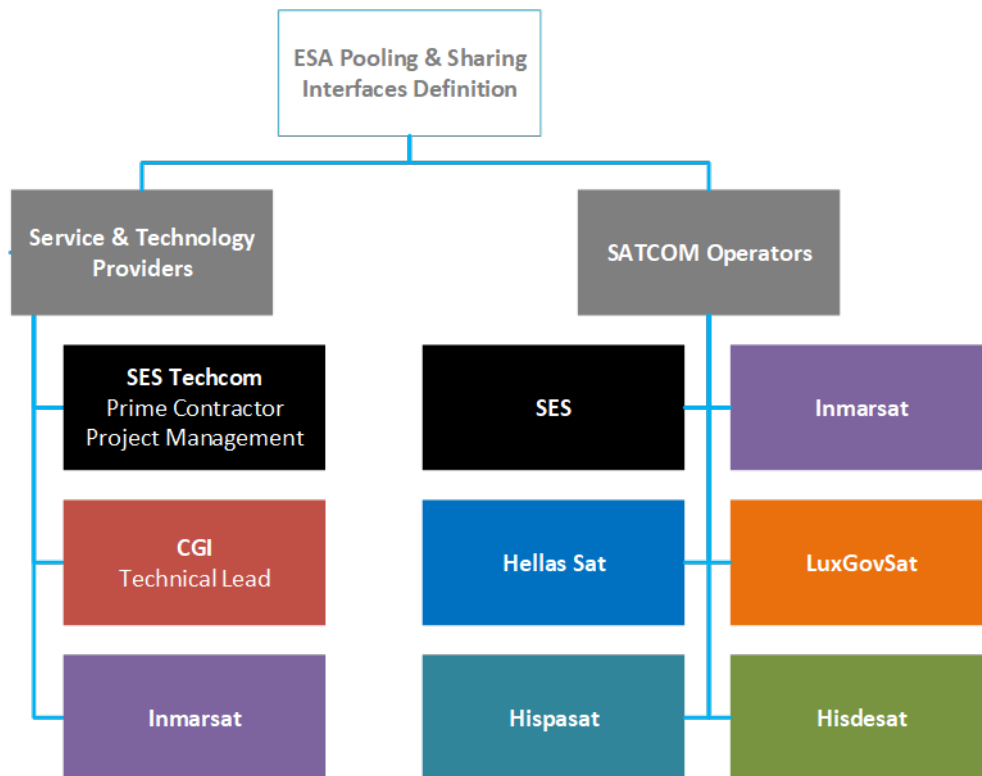 ESA Pooling & Sharing
Interfaces Definition
Service & Technology
Providers
SATCOM Operators
SES Techcom
Prime Contractor
Project Management
SES
Inmarsat
CGI
Technical Lead
Hellas Sat
LuxGovSat
Inmarsat
Hispasat
Hisdesat